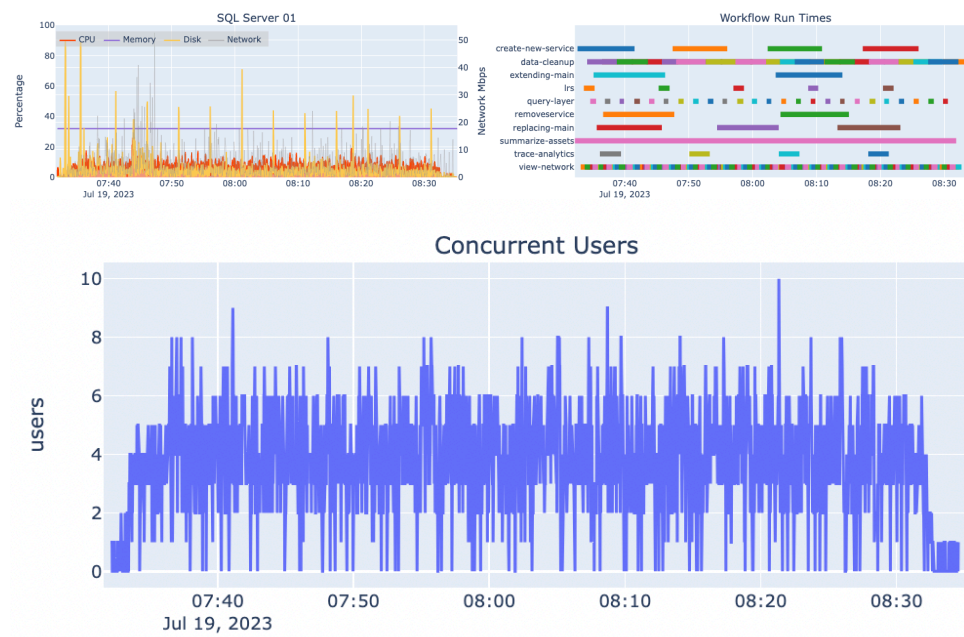 SQL Server 01
100
80
60
40
20
0
Percentage
CPU Memory Disk Network
50
40
30
20
10
0
Network Mbps
07:40 07:50 08:00 08:10 08:20 08:30
Jul 19, 2023
Workflow Run Times
create-new-service
data-cleanup
extending-main
lrs
query-layer
removeservice
replacing-main
summarize-assets
trace-analytics
view-network
07:40 07:50 08:00 08:10 08:20 08:30
Jul 19, 2023
Concurrent Users
10
8
6
4
2
0
users
07:40 07:50 08:00 08:10 08:20 08:30
Jul 19, 2023